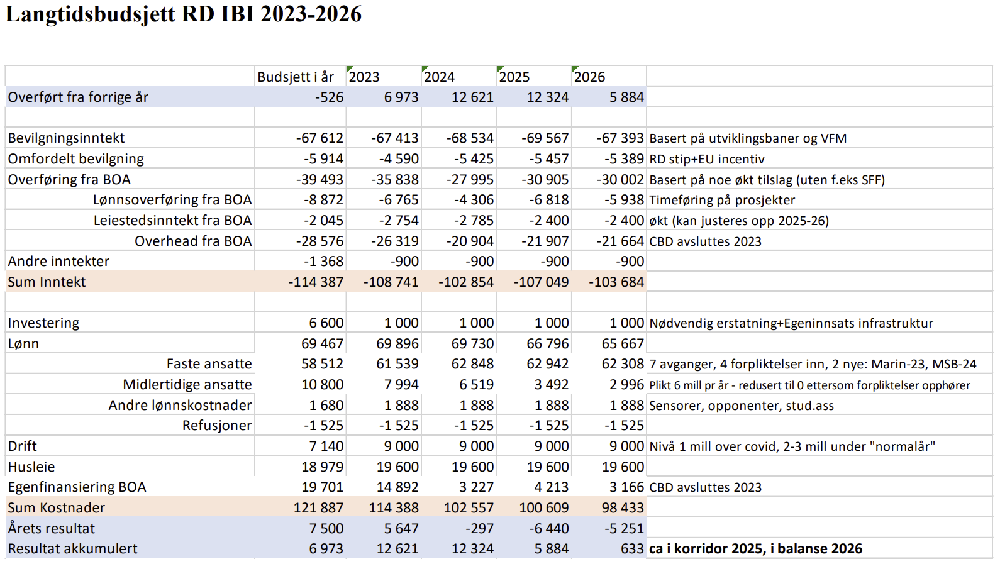 Langtidsbudsjett RD IBI 2023-2026
Budsjett i år 2023 2024 2025 2026
Overført fra forrige år -526 6 973 12 621 12 324 5 884
Bevilgningsinntekt -67 612 -67 413 -68 534 -69 567 -67 393 Basert på utviklingsbaner og VFM
Omfordelt bevilgning -5 914 -4 590 -5 425 -5 457 -5 389 RD stip+EU incentiv
Overføring fra BOA -39 493 -35 838 -27 995 -30 905 -30 002 Basert på noe økt tilslag (uten f.eks SFF)
Lønnsoverføring fra BOA -8 872 -6 765 -4 306 -6 818 -5 938 Timeføring på prosjekter
Leiestedsinntekt fra BOA -2 045 -2 754 -2 785 -2 400 -2 400 økt (kan justeres opp 2025-26)
Overhead fra BOA -28 576 -26 319 -20 904 -21 907 -21 664 CBD avsluttes 2023
Andre inntekter -1 368 -900 -900 -900 -900
Sum Inntekt -114 387 -108 741 -102 854 -107 049 -103 684
Investering 6 600 1 000 1 000 1 000 1 000 Nødvendig erstatning+Egeninnsats infrastruktur
Lønn 69 467 69 896 69 730 66 796 65 667
Faste ansatte 58 512 61 539 62 848 62 942 62 308 7 avganger, 4 forpliktelser inn, 2 nye: Marin-23, MSB-24
Midlertidige ansatte 10 800 7 994 6 519 3 492 2 996 Plikt 6 mill pr år - redusert til 0 ettersom forpliktelser opphører
Andre lønnskostnader 1 680 1 888 1 888 1 888 1 888 Sensorer, opponenter, stud.ass
Refusjoner -1 525 -1 525 -1 525 -1 525 -1 525
Drift 7 140 9 000 9 000 9 000 9 000 Nivå 1 mill over covid, 2-3 mill under "normalår"
Husleie 18 979 19 600 19 600 19 600 19 600
Egenfinansiering BOA 19 701 14 892 3 227 4 213 3 166 CBD avsluttes 2023
Sum Kostnader 121 887 114 388 102 557 100 609 98 433
Årets resultat 7 500 5 647 -297 -6 440 -5 251
Resultat akkumulert 6 973 12 621 12 324 5 884 633 ca i korridor 2025, i balanse 2026